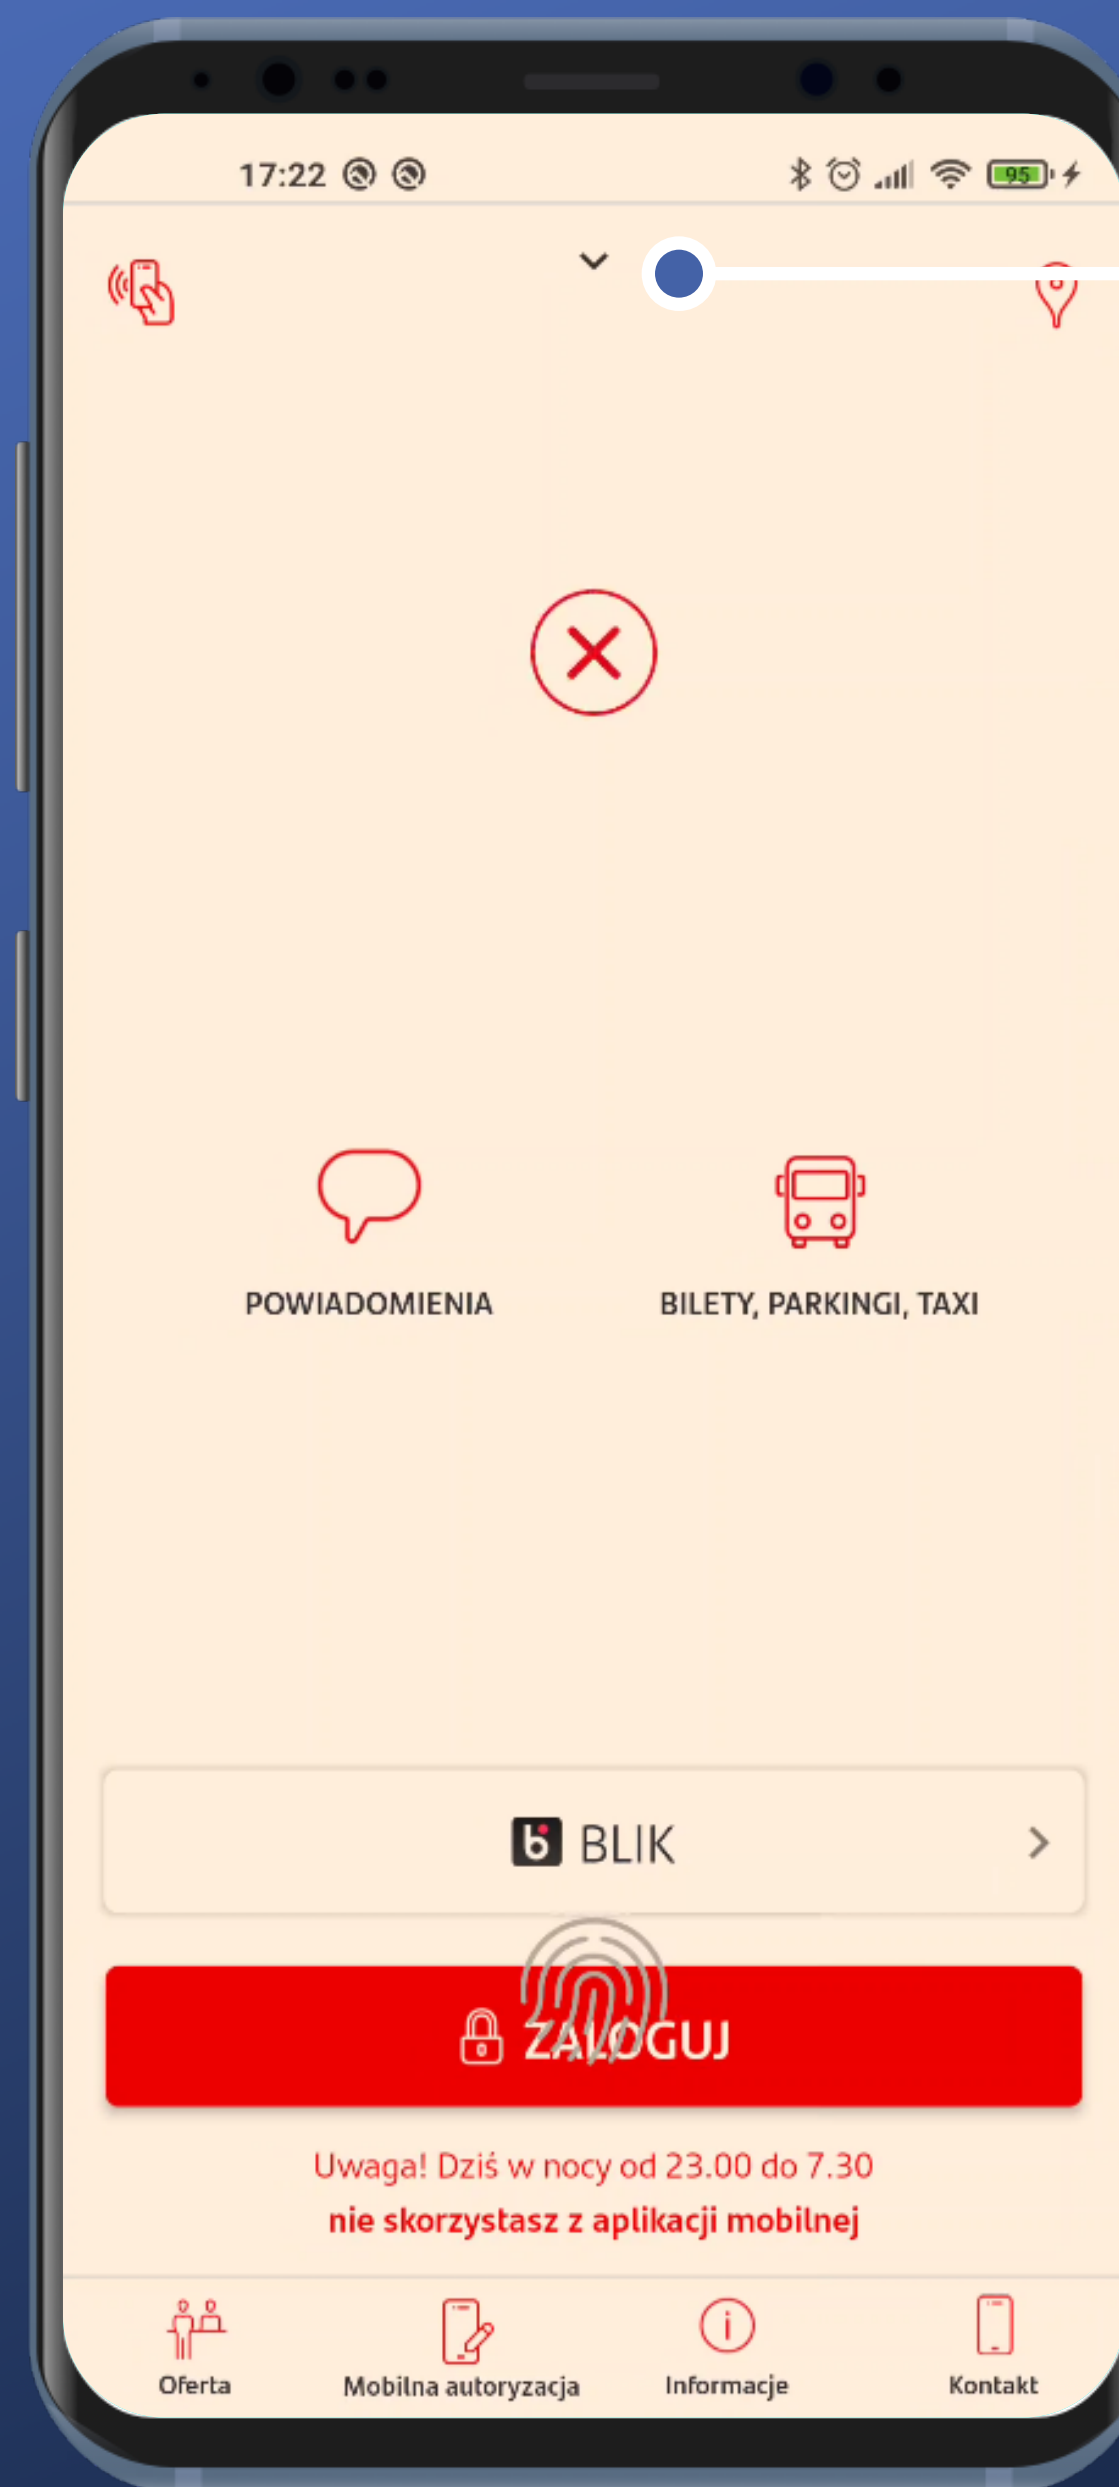 17:22
95
POWIADOMIENIA
BILETY, PARKINGI, TAXI
BLIK
ZALOGUJ
Uwaga! Dziś w nocy od 23.00 do 7.30
nie skorzystasz z aplikacji mobilnej
Oferta
Mobilna autoryzacja
Informacje
Kontakt